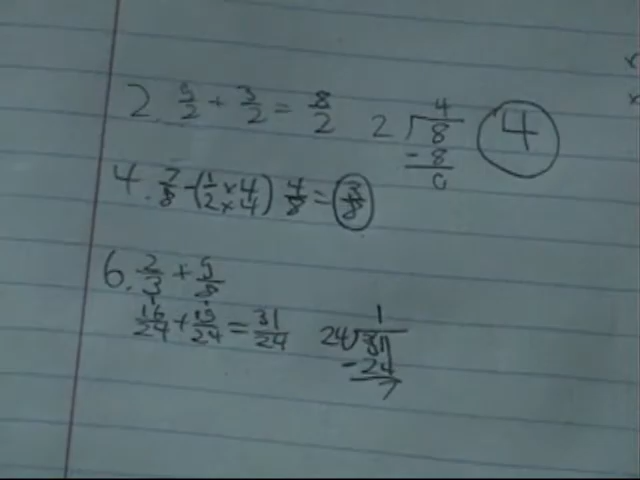 2. 5/2 + 3/2 = 8/2 2 ⟌ 8 4 - 8 0 4
4. 7/8 - (1/2 × 4/4) 4/8 = 3/8
6. 2/3 + 5/8
16/24 + 15/24 = 31/24 24 ⟌ 31 1 - 24 7